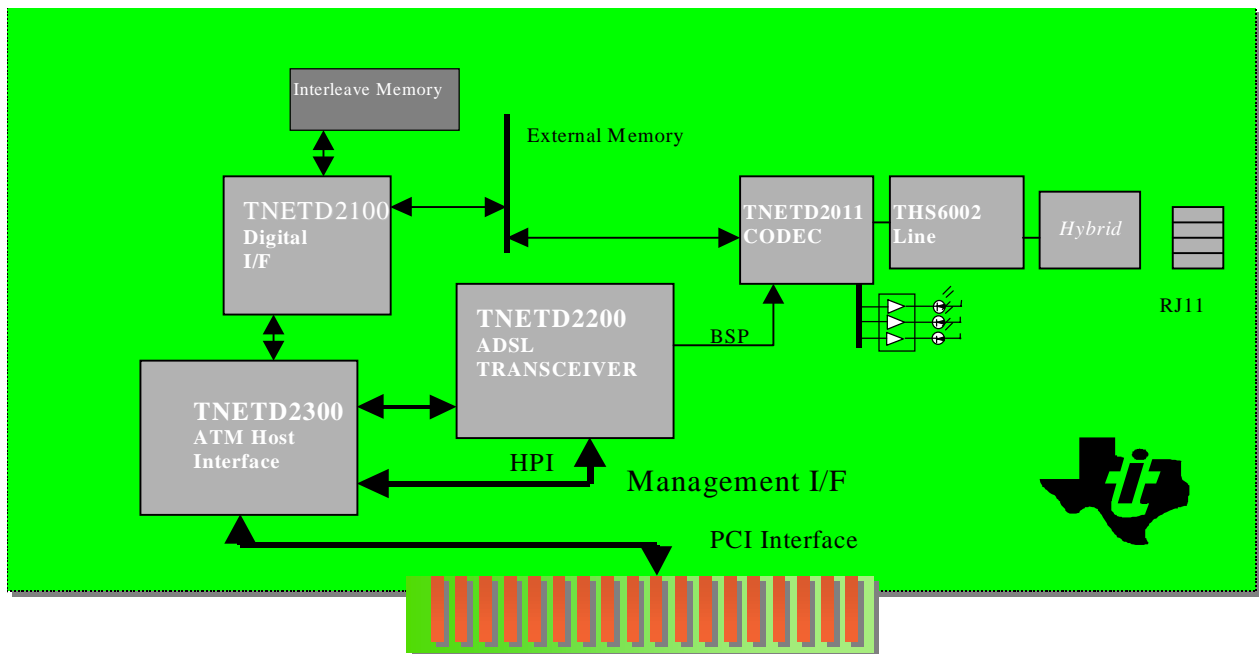 Interleave Memory
External Memory
TNETD2100
Digital
I/F
TNETD2011
CODEC
THS6002
Line
Hybrid
RJ11
TNETD2200
ADSL
TRANSCEIVER
BSP
TNETD2300
ATM Host
Interface
HPI
Management I/F
PCI Interface
ti